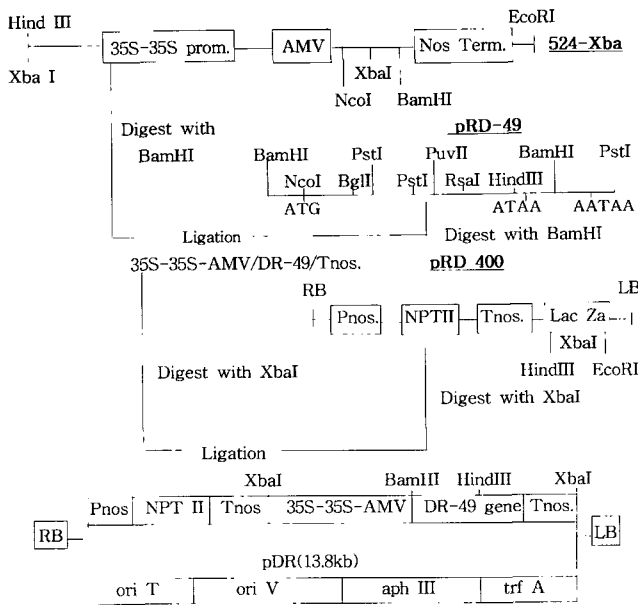 Hind III
EcoRI
35S-35S prom.
AMV
Nos Term.
524-Xba
Xba I
XbaI
NcoI
BamHI
Digest with
BamHI
pRD-49
BamHI
PstI
PuvII
BamHI
PstI
NcoI
BglI
PstI
RsaI
HindIII
ATG
ATAA
AATAA
Ligation
Digest with BamHI
35S-35S-AMV/DR-49/Tnos.
pRD 400
RB
LB
Pnos.
NPTII
Tnos.
Lac Za
XbaI
Digest with XbaI
HindIII
EcoRI
Digest with XbaI
Ligation
XbaI
BamHI
HindIII
XbaI
Pnos
NPT II
Tnos
35S-35S-AMV
DR-49 gene
Tnos.
RB
LB
pDR(13.8kb)
ori T
ori V
aph III
trf A